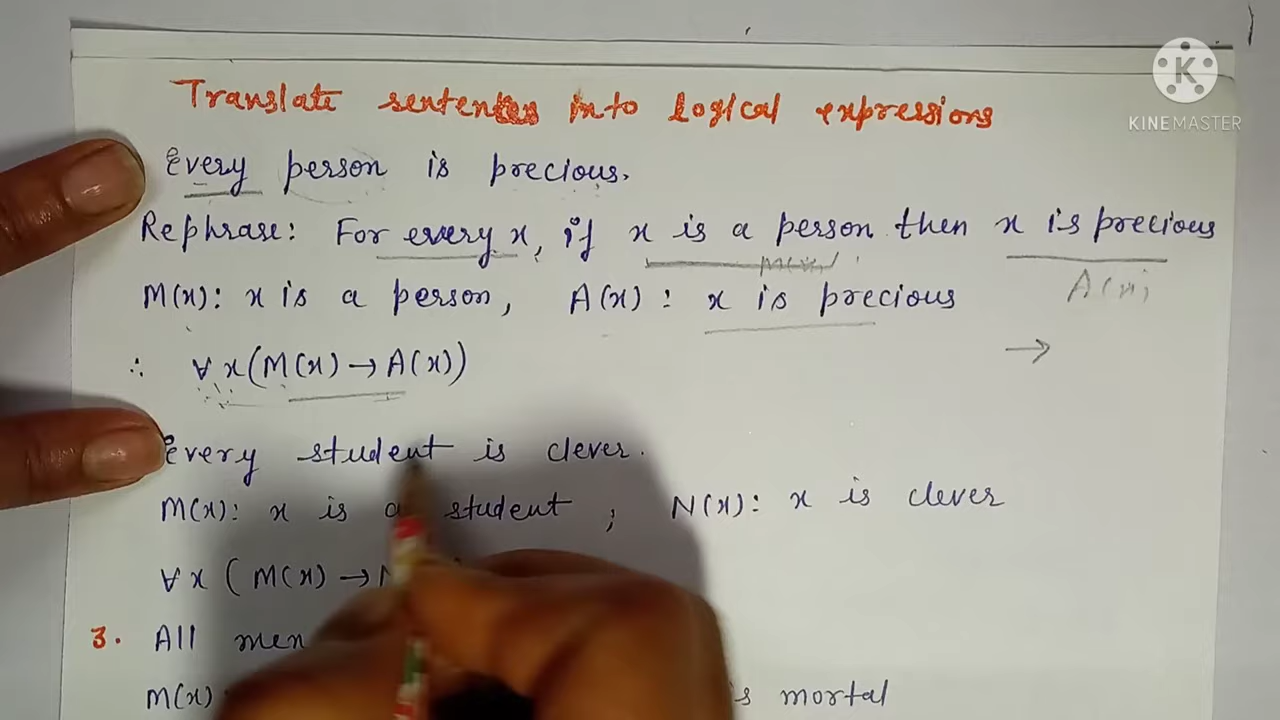 Translate sentences into logical expressions
KINEMASTER
Every person is precious.
Rephrase: For every x, if x is a person then x is precious
M(x)
A(x)
M(x): x is a person, A(x): x is precious
→
∴ ∀x(M(x)→A(x))
Every student is clever.
M(x): x is a student ; N(x): x is clever
∀x (M(x)→N
3. All men
M(x): is mortal